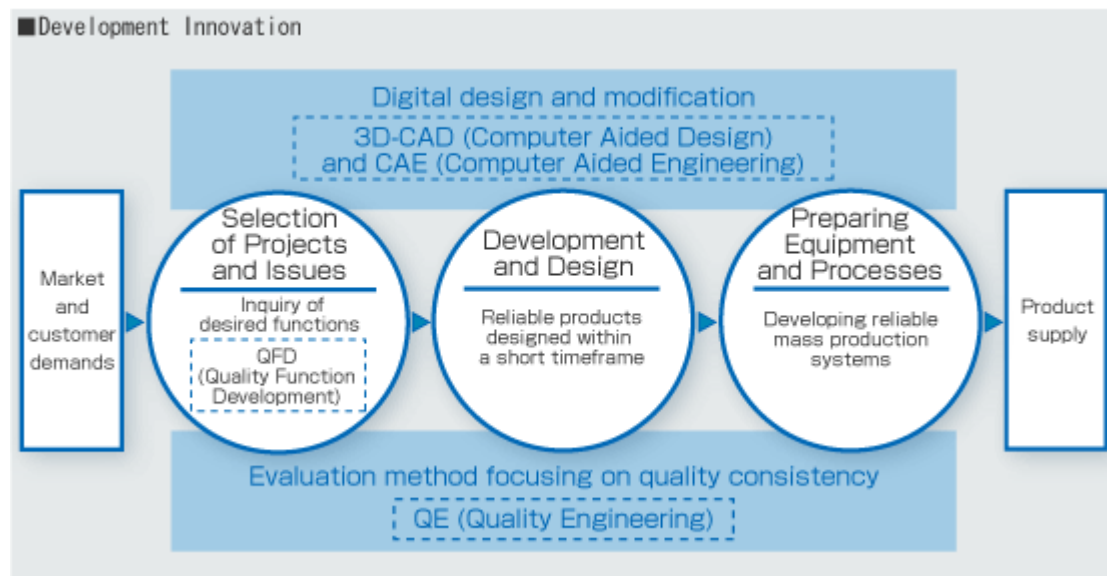 ■Development Innovation
Digital design and modification
3D-CAD (Computer Aided Design)
and CAE (Computer Aided Engineering)
Market
and
customer
demands
Selection
of Projects
and Issues
Inquiry of
desired functions
QFD
(Quality Function
Development)
Development
and Design
Reliable products
designed within
a short timeframe
Preparing
Equipment
and Processes
Developing reliable
mass production
systems
Product
supply
Evaluation method focusing on quality consistency
QE (Quality Engineering)